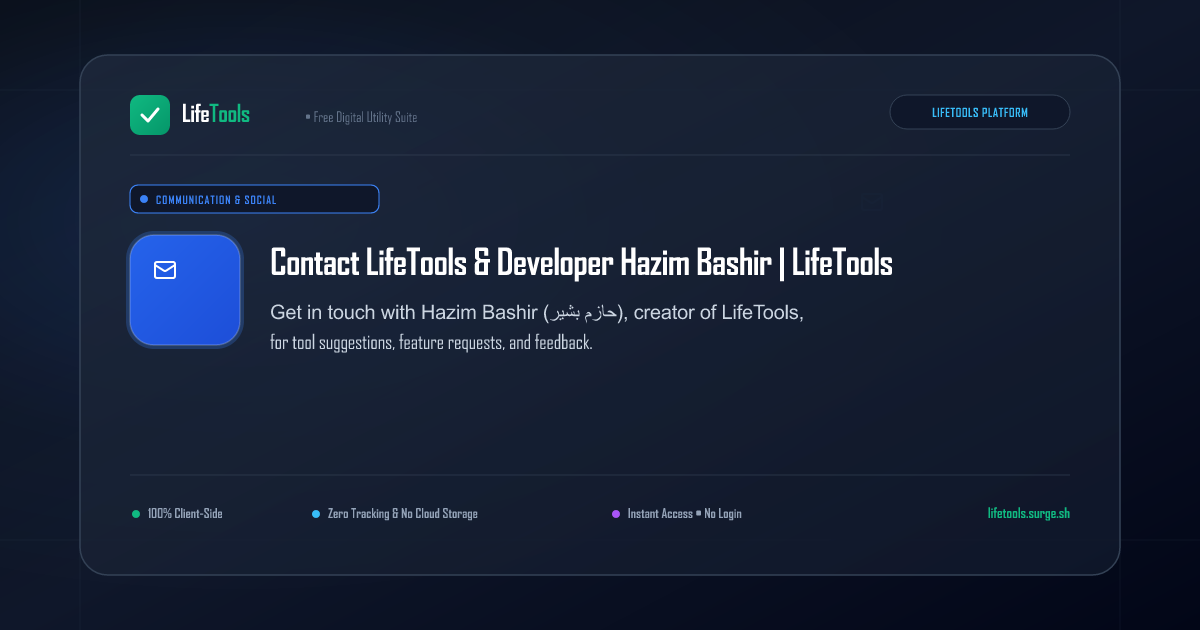 LifeTools
▪ Free Digital Utility Suite
LIFETOOLS PLATFORM
COMMUNICATION & SOCIAL
Contact LifeTools & Developer Hazim Bashir | LifeTools
Get in touch with Hazim Bashir (حازم بشير), creator of LifeTools,
for tool suggestions, feature requests, and feedback.
100% Client-Side
Zero Tracking & No Cloud Storage
Instant Access ▪ No Login
lifetools.surge.sh